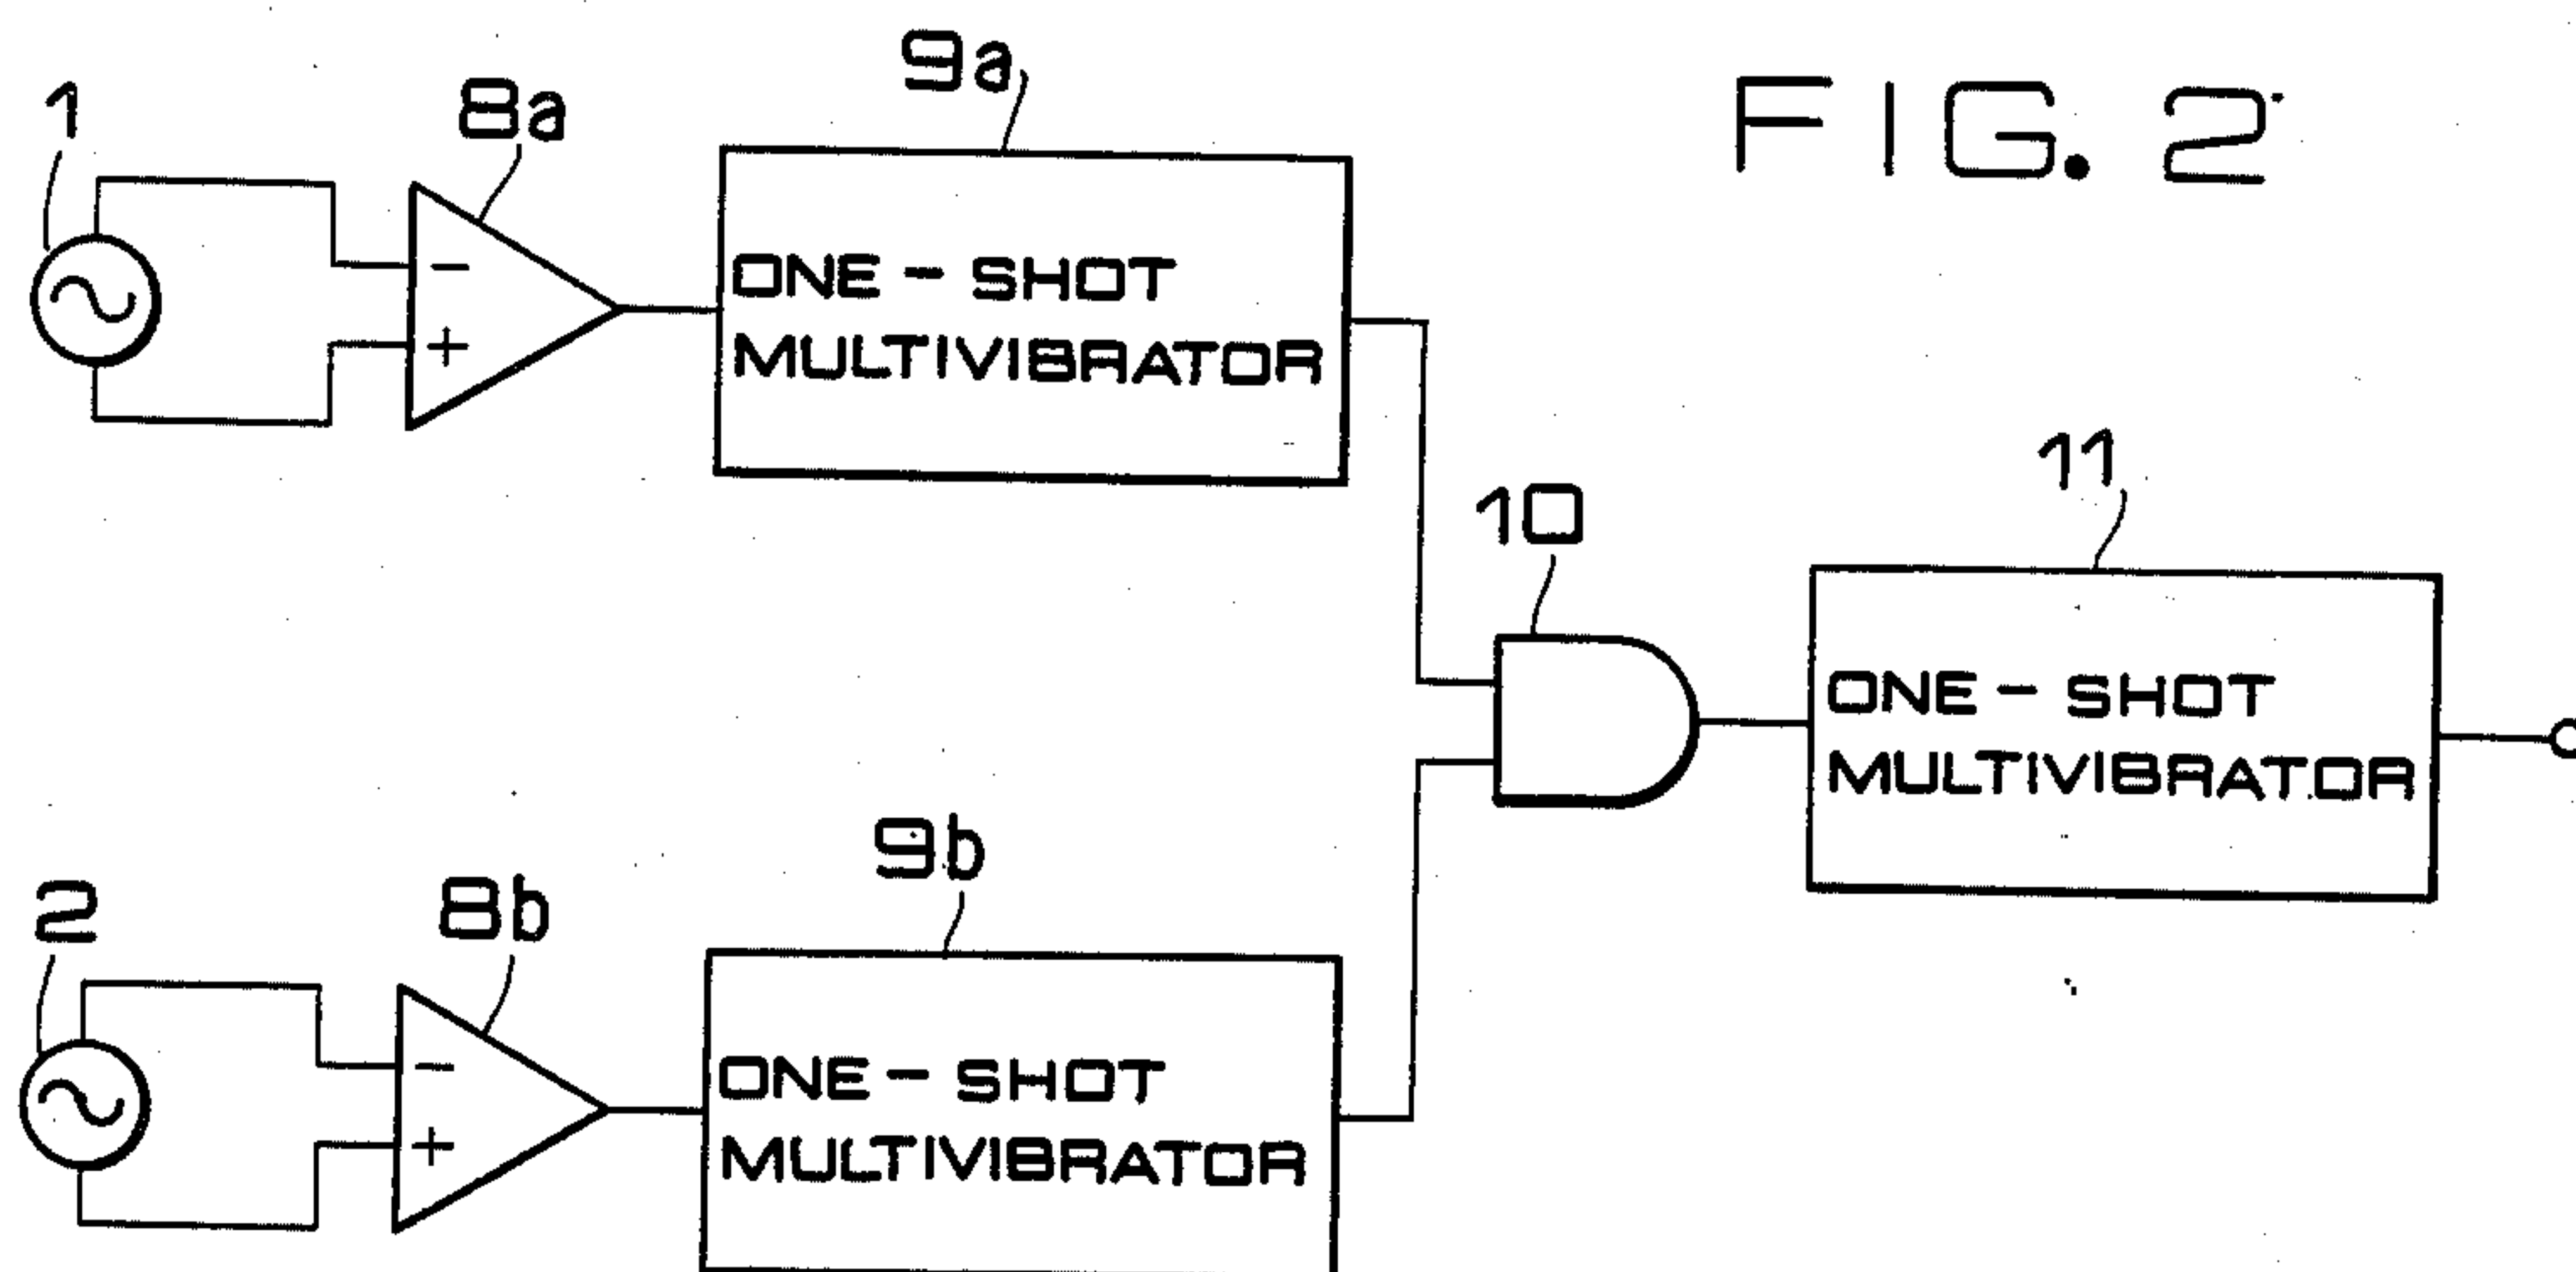 FIG. 2
1
8a
9a
-
+
ONE - SHOT
MULTIVIBRATOR
10
11
ONE - SHOT
MULTIVIBRATOR
2
8b
9b
-
+
ONE - SHOT
MULTIVIBRATOR